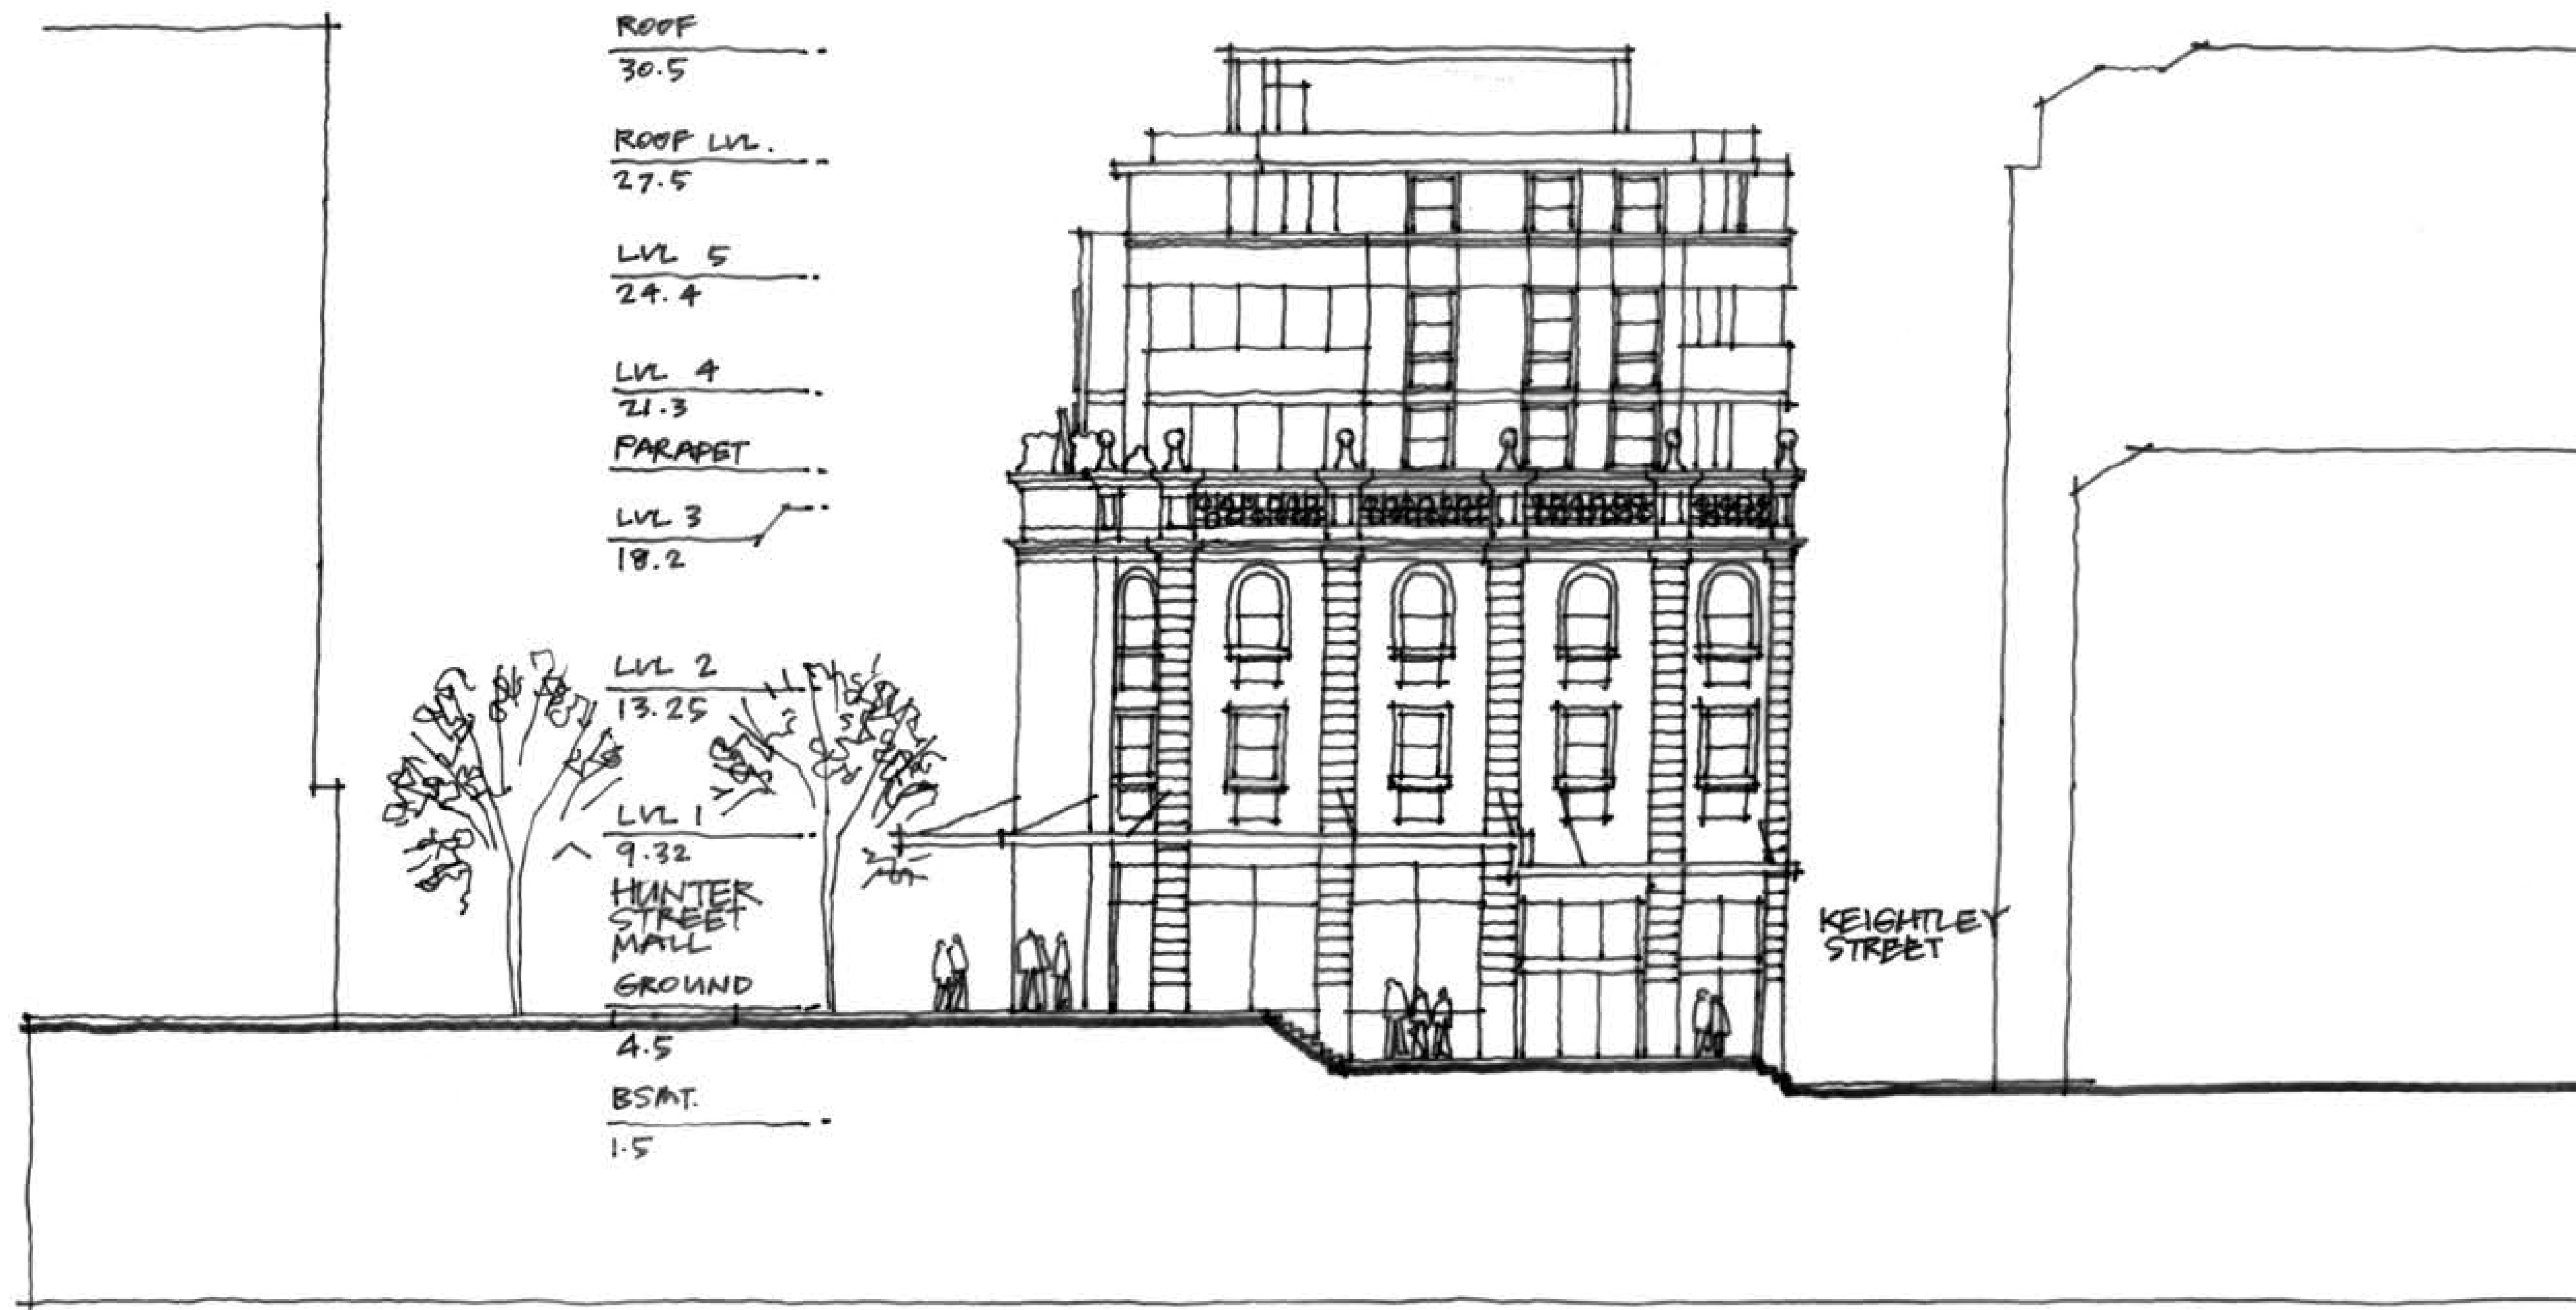 ROOF
30.5
ROOF LVL.
27.5
LVL 5
24.4
LVL 4
21.3
PARAPET
LVL 3
18.2
LVL 2
13.25
LVL 1
9.32
HUNTER
STREET
MALL
GROUND
4.5
BSMT.
1.5
KEIGHTLEY
STREET